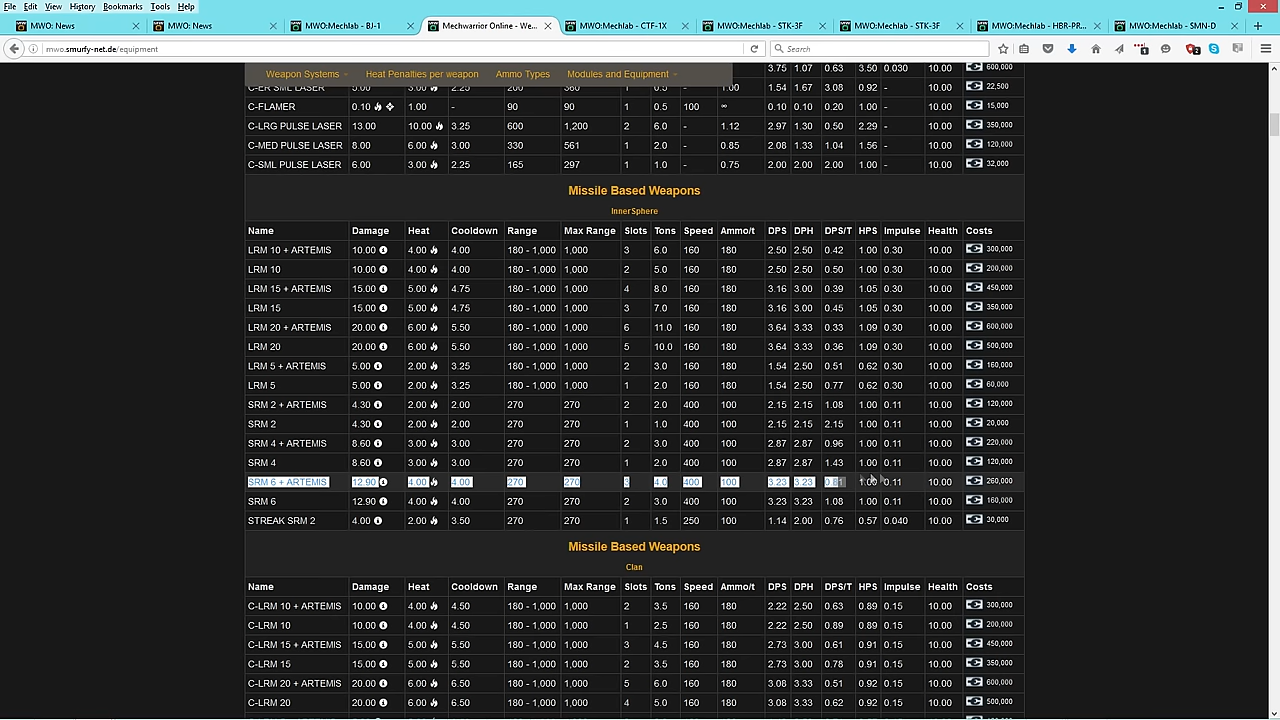 File Edit View History Bookmarks Tools Help
MWO: News MWO: News MWO:Mechlab - BJ-1 Mechwarrior Online - We... MWO:Mechlab - CTF-1X MWO:Mechlab - STK-3F MWO:Mechlab - STK-3F MWO:Mechlab - HBR-PR... MWO:Mechlab - SMN-D
mwo.smurfy-net.de/equipment Search
3.75 1.07 0.63 3.50 0.030 10.00 600,000
Weapon Systems Heat Penalties per weapon Ammo Types Modules and Equipment
C-ER SML LASER 5.00 3.00 2.25 200 360 1 0.5 - 1.00 1.54 1.67 3.08 0.92 - 10.00 22,500
C-FLAMER 0.10 1.00 - 90 90 1 0.5 100 ∞ 0.10 0.10 0.20 1.00 - 10.00 15,000
C-LRG PULSE LASER 13.00 10.00 3.25 600 1,200 2 6.0 - 1.12 2.97 1.30 0.50 2.29 - 10.00 350,000
C-MED PULSE LASER 8.00 6.00 3.00 330 561 1 2.0 - 0.85 2.08 1.33 1.04 1.56 - 10.00 120,000
C-SML PULSE LASER 6.00 3.00 2.25 165 297 1 1.0 - 0.75 2.00 2.00 2.00 1.00 - 10.00 32,000
Missile Based Weapons
InnerSphere
Name Damage Heat Cooldown Range Max Range Slots Tons Speed Ammo/t DPS DPH DPS/T HPS Impulse Health Costs
LRM 10 + ARTEMIS 10.00 4.00 4.00 180 - 1,000 1,000 3 6.0 160 180 2.50 2.50 0.42 1.00 0.30 10.00 300,000
LRM 10 10.00 4.00 4.00 180 - 1,000 1,000 2 5.0 160 180 2.50 2.50 0.50 1.00 0.30 10.00 200,000
LRM 15 + ARTEMIS 15.00 5.00 4.75 180 - 1,000 1,000 4 8.0 160 180 3.16 3.00 0.39 1.05 0.30 10.00 450,000
LRM 15 15.00 5.00 4.75 180 - 1,000 1,000 3 7.0 160 180 3.16 3.00 0.45 1.05 0.30 10.00 350,000
LRM 20 + ARTEMIS 20.00 6.00 5.50 180 - 1,000 1,000 6 11.0 160 180 3.64 3.33 0.33 1.09 0.30 10.00 600,000
LRM 20 20.00 6.00 5.50 180 - 1,000 1,000 5 10.0 160 180 3.64 3.33 0.36 1.09 0.30 10.00 500,000
LRM 5 + ARTEMIS 5.00 2.00 3.25 180 - 1,000 1,000 2 3.0 160 180 1.54 2.50 0.51 0.62 0.30 10.00 160,000
LRM 5 5.00 2.00 3.25 180 - 1,000 1,000 1 2.0 160 180 1.54 2.50 0.77 0.62 0.30 10.00 60,000
SRM 2 + ARTEMIS 4.30 2.00 2.00 270 270 2 2.0 400 100 2.15 2.15 1.08 1.00 0.11 10.00 120,000
SRM 2 4.30 2.00 2.00 270 270 1 1.0 400 100 2.15 2.15 2.15 1.00 0.11 10.00 20,000
SRM 4 + ARTEMIS 8.60 3.00 3.00 270 270 2 3.0 400 100 2.87 2.87 0.96 1.00 0.11 10.00 220,000
SRM 4 8.60 3.00 3.00 270 270 1 2.0 400 100 2.87 2.87 1.43 1.00 0.11 10.00 120,000
SRM 6 + ARTEMIS 12.90 4.00 4.00 270 270 3 4.0 400 100 3.23 3.23 0.81 1.00 0.11 10.00 260,000
SRM 6 12.90 4.00 4.00 270 270 2 3.0 400 100 3.23 3.23 1.08 1.00 0.11 10.00 160,000
STREAK SRM 2 4.00 2.00 3.50 270 270 1 1.5 250 100 1.14 2.00 0.76 0.57 0.040 10.00 30,000
Missile Based Weapons
Clan
Name Damage Heat Cooldown Range Max Range Slots Tons Speed Ammo/t DPS DPH DPS/T HPS Impulse Health Costs
C-LRM 10 + ARTEMIS 10.00 4.00 4.50 180 - 1,000 1,000 2 3.5 160 180 2.22 2.50 0.63 0.89 0.15 10.00 300,000
C-LRM 10 10.00 4.00 4.50 180 - 1,000 1,000 1 2.5 160 180 2.22 2.50 0.89 0.89 0.15 10.00 200,000
C-LRM 15 + ARTEMIS 15.00 5.00 5.50 180 - 1,000 1,000 3 4.5 160 180 2.73 3.00 0.61 0.91 0.15 10.00 450,000
C-LRM 15 15.00 5.00 5.50 180 - 1,000 1,000 2 3.5 160 180 2.73 3.00 0.78 0.91 0.15 10.00 350,000
C-LRM 20 + ARTEMIS 20.00 6.00 6.50 180 - 1,000 1,000 5 6.0 160 180 3.08 3.33 0.51 0.92 0.15 10.00 600,000
C-LRM 20 20.00 6.00 6.50 180 - 1,000 1,000 4 5.0 160 180 3.08 3.33 0.62 0.92 0.15 10.00 500,000